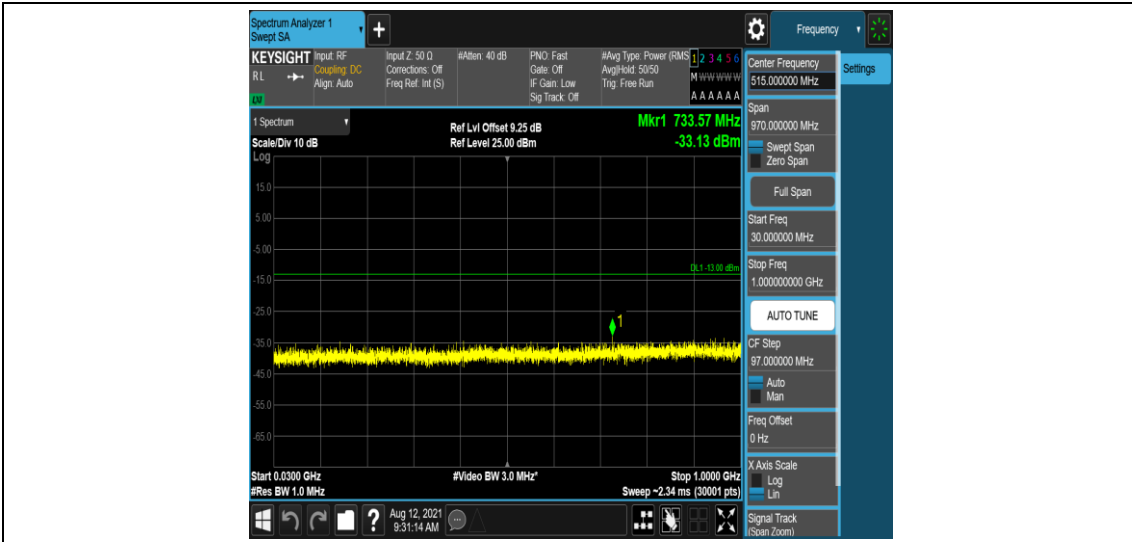 Spectrum Analyzer 1
Swept SA
+
Frequency
KEYSIGHT
RL
LXI
Input: RF
Coupling: DC
Align: Auto
Input Z: 50 Ω
Corrections: Off
Freq Ref: Int (S)
#Atten: 40 dB
PNO: Fast
Gate: Off
IF Gain: Low
Sig Track: Off
#Avg Type: Power (RMS
Avg|Hold: 50/50
Trig: Free Run
1 2 3 4 5 6
M W W W W W
A A A A A A
1 Spectrum
Scale/Div 10 dB
Log
Ref Lvl Offset 9.25 dB
Ref Level 25.00 dBm
Mkr1 733.57 MHz
-33.13 dBm
15.0
5.00
-5.00
DL1 -13.00 dBm
-15.0
-25.0
1
-35.0
-45.0
-55.0
-65.0
Start 0.0300 GHz
#Res BW 1.0 MHz
#Video BW 3.0 MHz*
Stop 1.0000 GHz
Sweep ~2.34 ms (30001 pts)
Center Frequency
515.000000 MHz
Settings
Span
970.000000 MHz
Swept Span
Zero Span
Full Span
Start Freq
30.000000 MHz
Stop Freq
1.000000000 GHz
AUTO TUNE
CF Step
97.000000 MHz
Auto
Man
Freq Offset
0 Hz
X Axis Scale
Log
Lin
Signal Track
(Span Zoom)
?
Aug 12, 2021
9:31:14 AM